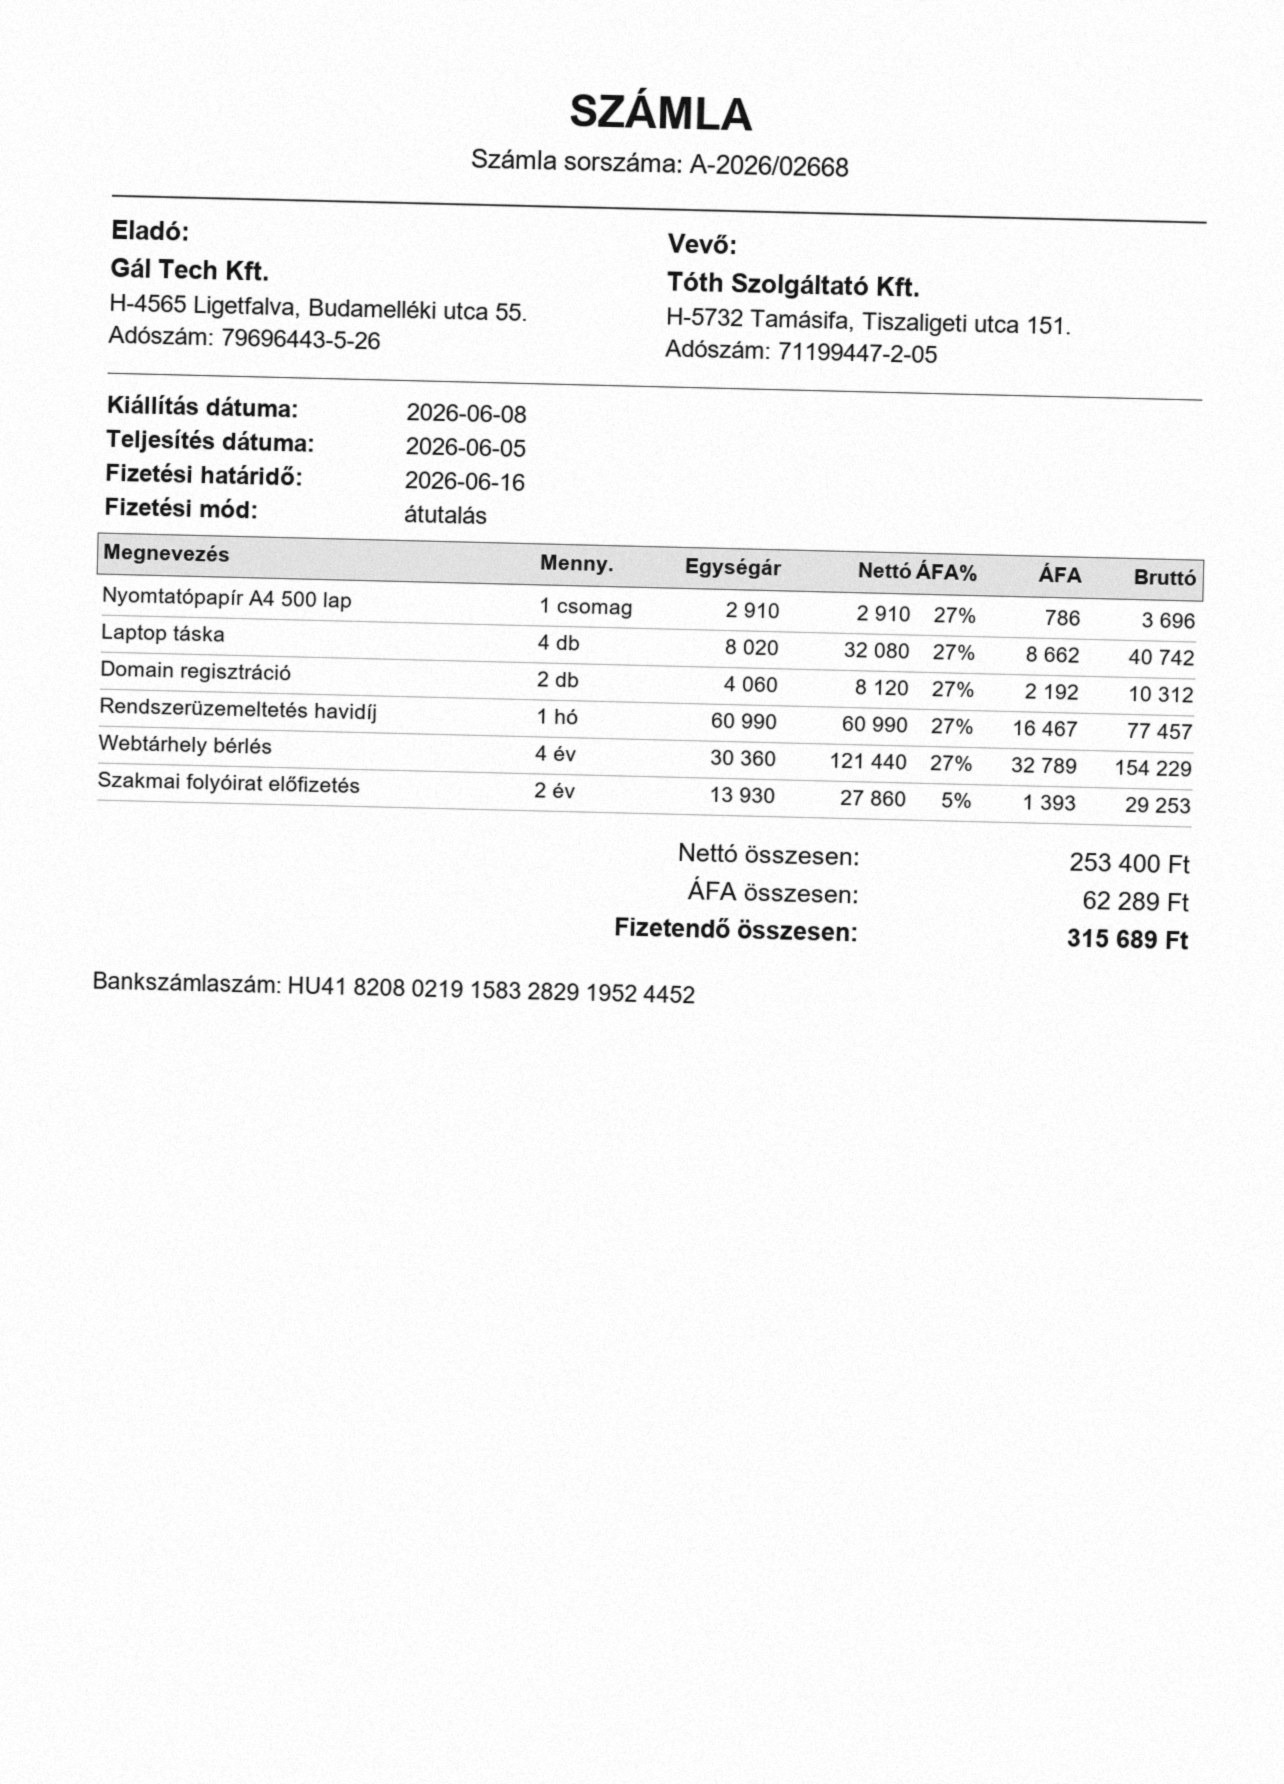 SZÁMLA
Számla sorszáma: A-2026/02668
Eladó:
Gál Tech Kft.
H-4565 Ligetfalva, Budamelléki utca 55.
Adószám: 79696443-5-26
Vevő:
Tóth Szolgáltató Kft.
H-5732 Tamásifa, Tiszaligeti utca 151.
Adószám: 71199447-2-05
Kiállítás dátuma: 2026-06-08
Teljesítés dátuma: 2026-06-05
Fizetési határidő: 2026-06-16
Fizetési mód: átutalás
Megnevezés Menny. Egységár Nettó ÁFA% ÁFA Bruttó
Nyomtatópapír A4 500 lap 1 csomag 2 910 2 910 27% 786 3 696
Laptop táska 4 db 8 020 32 080 27% 8 662 40 742
Domain regisztráció 2 db 4 060 8 120 27% 2 192 10 312
Rendszerüzemeltetés havidíj 1 hó 60 990 60 990 27% 16 467 77 457
Webtárhely bérlés 4 év 30 360 121 440 27% 32 789 154 229
Szakmai folyóirat előfizetés 2 év 13 930 27 860 5% 1 393 29 253
Nettó összesen: 253 400 Ft
ÁFA összesen: 62 289 Ft
Fizetendő összesen: 315 689 Ft
Bankszámlaszám: HU41 8208 0219 1583 2829 1952 4452